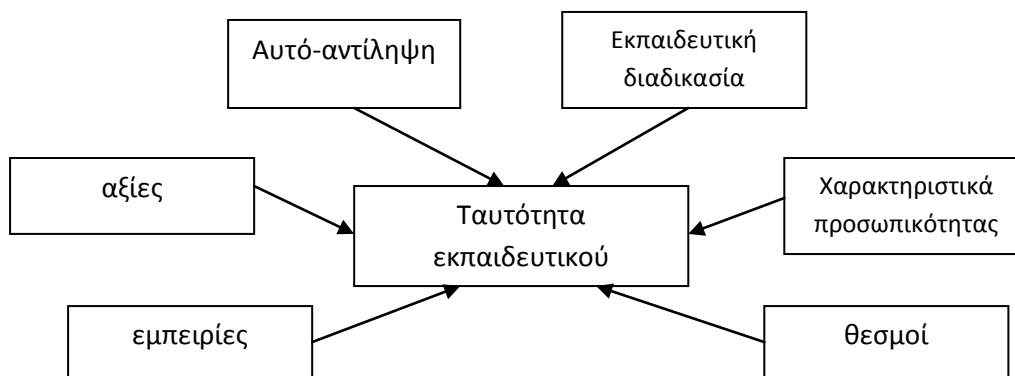 Αυτό-αντίληψη
Εκπαιδευτική
διαδικασία
αξίες
Ταυτότητα
εκπαιδευτικού
Χαρακτηριστικά
προσωπικότητας
εμπειρίες
θεσμοί